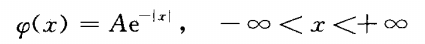 φ(x) = Ae^{-|x|}, -∞ < x < +∞